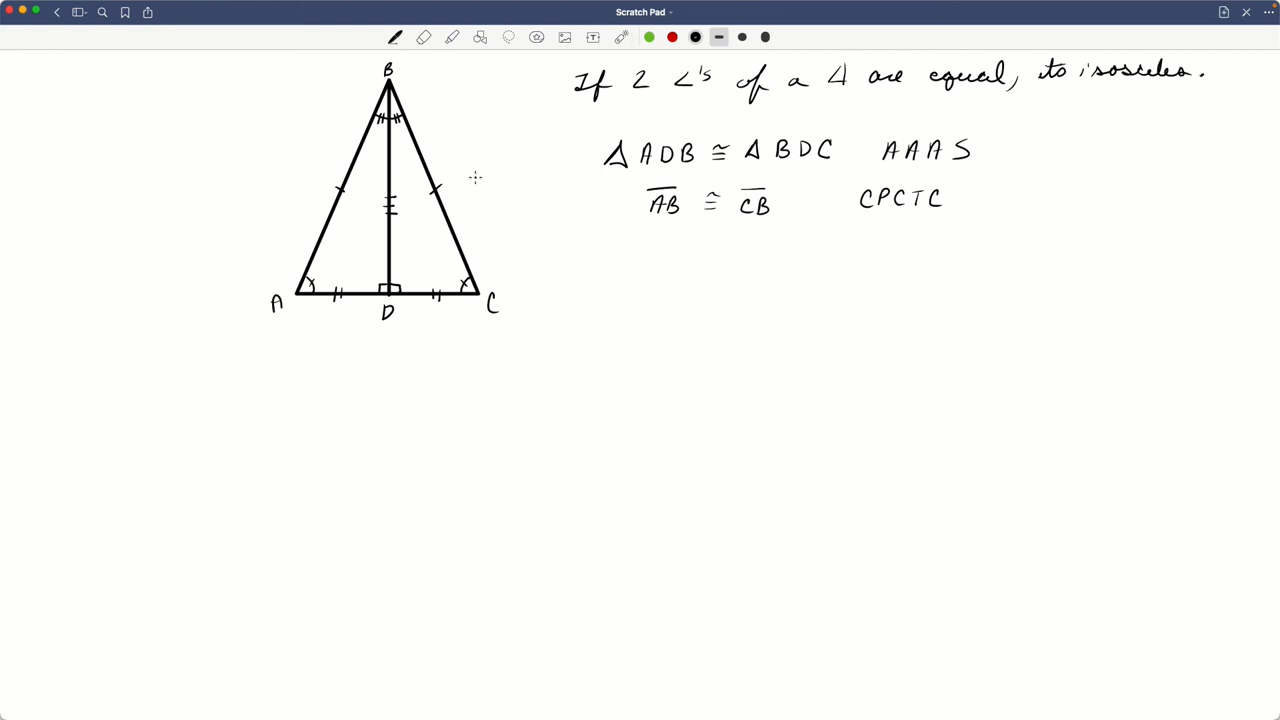 Scratch Pad
B
If 2 ∠'s of a Δ are equal, its isosceles.
Δ ADB ≅ Δ BDC AAAS
AB ≅ CB CPCTC
A
D
C